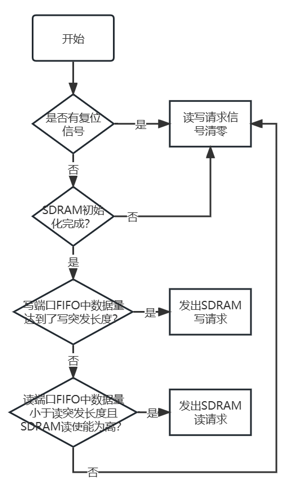 开始
是否有复位
信号
是
读写请求信
号清零
否
SDRAM初始
化完成?
否
是
写端口FIFO中数据量
达到了写突发长度?
是
发出SDRAM
写请求
否
读端口FIFO中数据量
小于读突发长度且
SDRAM读使能为高?
是
发出SDRAM
读请求
否